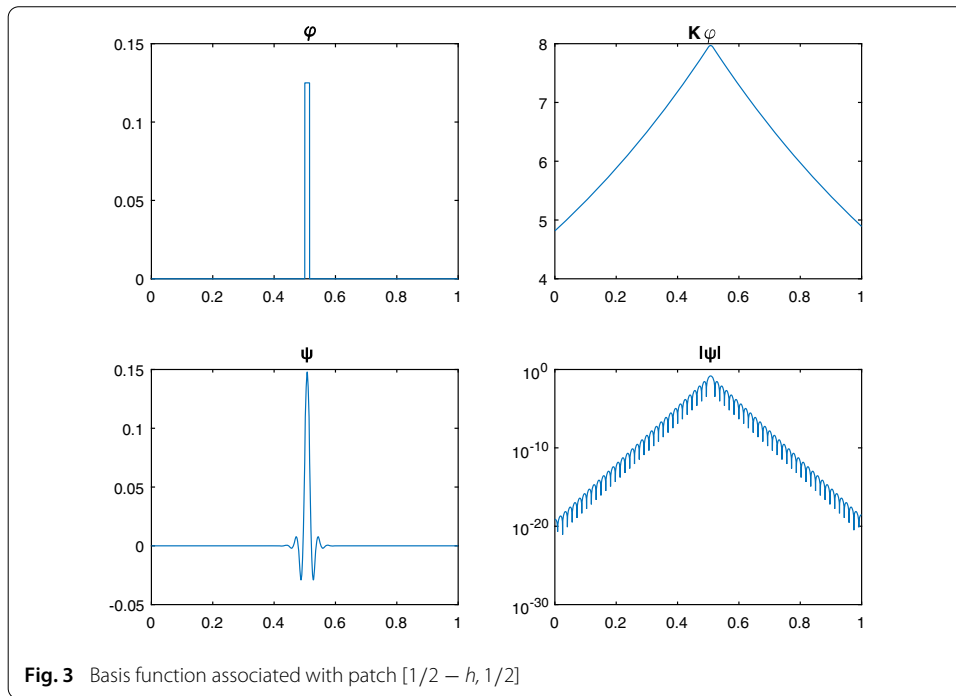 φ
0.15
0.1
0.05
0
0 0.2 0.4 0.6 0.8 1
K φ
8
7
6
5
4
0 0.2 0.4 0.6 0.8 1
ψ
0.15
0.1
0.05
0
-0.05
0 0.2 0.4 0.6 0.8 1
|ψ|
10^0
10^-10
10^-20
10^-30
0 0.2 0.4 0.6 0.8 1
Fig. 3 Basis function associated with patch [1/2 − h, 1/2]